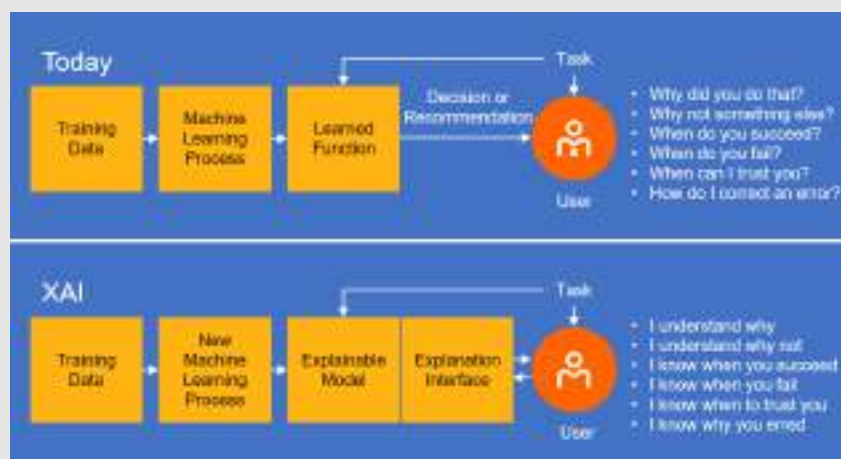 Today
Task
Training
Data
Machine
Learning
Process
Learned
Function
Decision or
Recommendation
User
• Why did you do that?
• Why not something else?
• When do you succeed?
• When do you fail?
• When can I trust you?
• How do I correct an error?
XAI
Task
Training
Data
New
Machine
Learning
Process
Explainable
Model
Explanation
Interface
User
• I understand why
• I understand why not
• I know when you succeed
• I know when you fail
• I know when to trust you
• I know why you erred